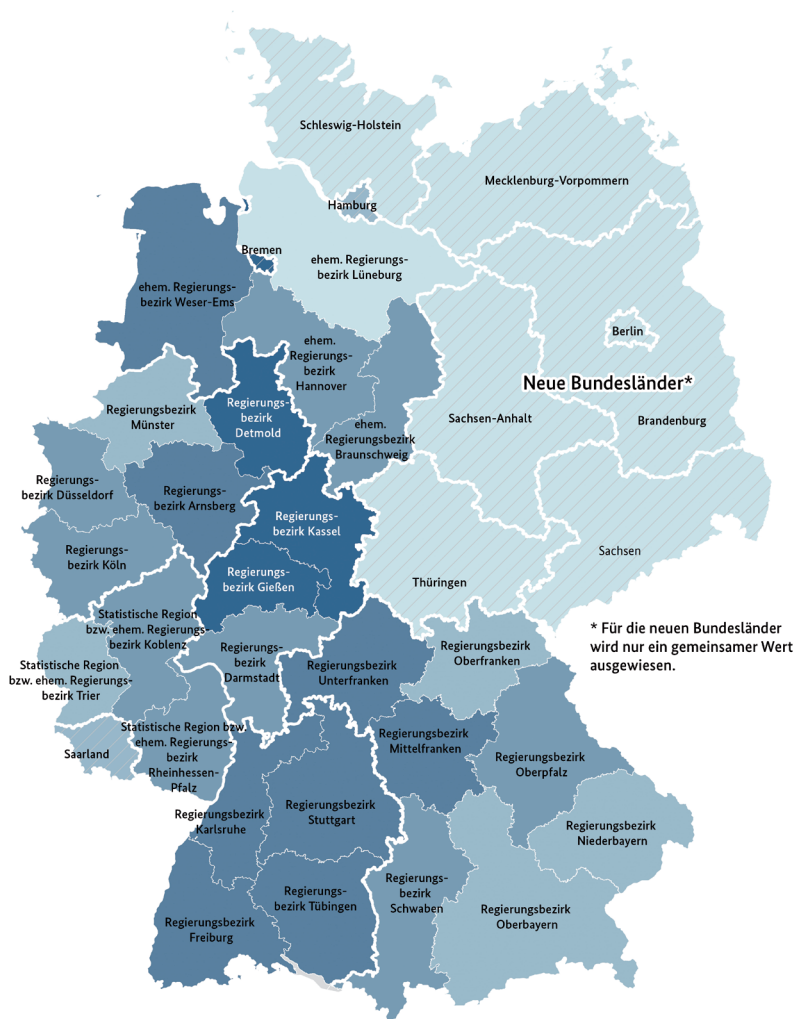 Schleswig-Holstein
Mecklenburg-Vorpommern
Hamburg
Bremen
ehem. Regierungs-
bezirk Lüneburg
ehem. Regierungs-
bezirk Weser-Ems
Berlin
ehem.
Regierungs-
bezirk
Hannover
Neue Bundesländer*
Regierungsbezirk
Münster
Regierungs-
bezirk
Detmold
Sachsen-Anhalt
Brandenburg
ehem.
Regierungsbezirk
Braunschweig
Regierungs-
bezirk Düsseldorf
Regierungs-
bezirk Arnsberg
Regierungs-
bezirk Kassel
Regierungs-
bezirk Köln
Sachsen
Regierungs-
bezirk Gießen
Thüringen
Statistische Region
bzw. ehem. Regierungs-
bezirk Koblenz
* Für die neuen Bundesländer
wird nur ein gemeinsamer Wert
ausgewiesen.
Regierungs-
bezirk
Darmstadt
Regierungsbezirk
Oberfranken
Statistische Region
bzw. ehem. Regierungs-
bezirk Trier
Regierungsbezirk
Unterfranken
Statistische Region bzw.
ehem. Regierungs-
bezirk
Rheinhessen-
Pfalz
Saarland
Regierungsbezirk
Mittelfranken
Regierungsbezirk
Oberpfalz
Regierungsbezirk
Karlsruhe
Regierungsbezirk
Stuttgart
Regierungsbezirk
Niederbayern
Regierungs-
bezirk
Schwaben
Regierungs-
bezirk Tübingen
Regierungsbezirk
Freiburg
Regierungsbezirk
Oberbayern